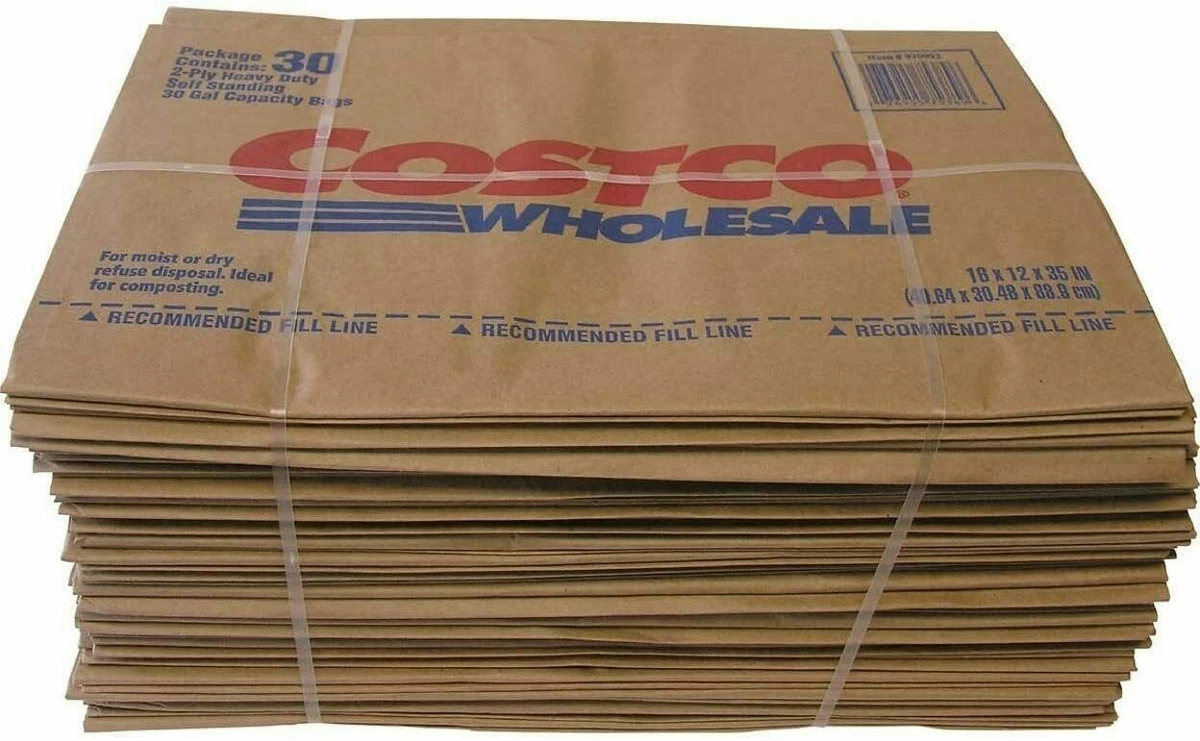 Package
Contains: 30
2-Ply Heavy Duty
Self Standing
30 Gal Capacity Bags
COSTCO®
WHOLESALE
For moist or dry
refuse disposal. Ideal
for composting.
16 x 12 x 35 IN
(40.64 x 30.48 x 88.9 cm)
▲ RECOMMENDED FILL LINE ▲ RECOMMENDED FILL LINE ▲ RECOMMENDED FILL LINE